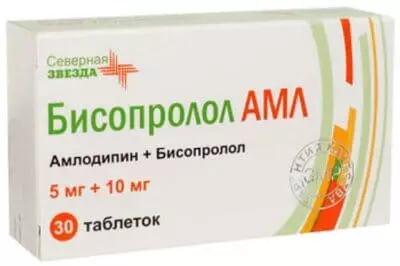 Северная
ЗВЕЗДА
Бисопролол АМЛ
Амлодипин + Бисопролол
5 мг + 10 мг
30 таблеток